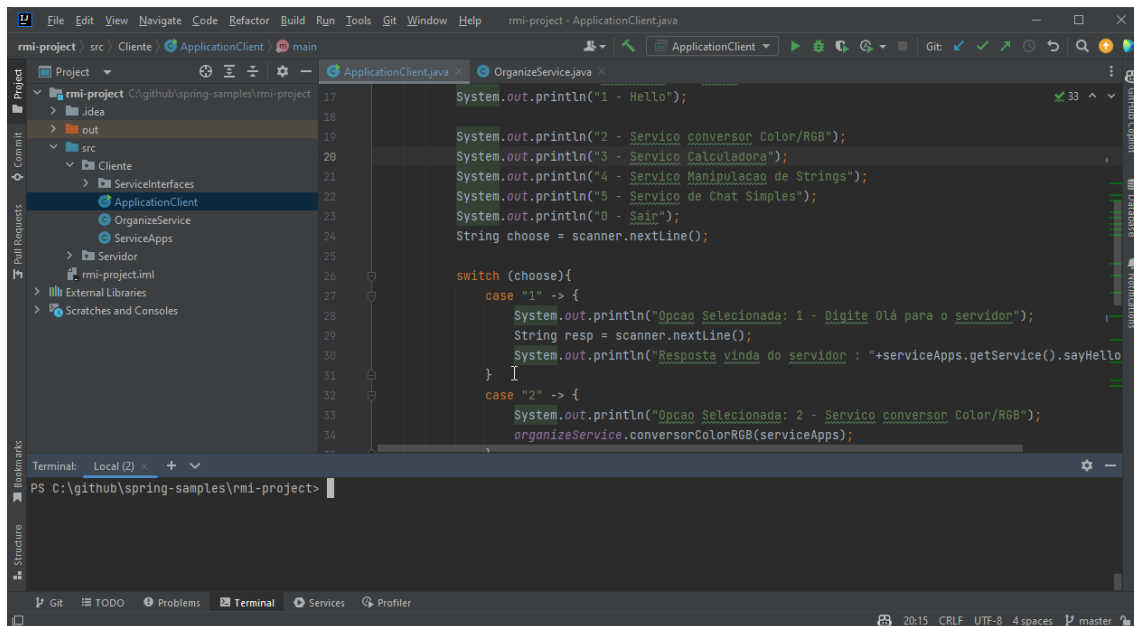 File Edit View Navigate Code Refactor Build Run Tools Git Window Help rmi-project - ApplicationClient.java
rmi-project src Cliente ApplicationClient main ApplicationClient Git:
Project ApplicationClient.java OrganizeService.java
Project
Commit
Pull Requests
Bookmarks
Structure
rmi-project C:\github\spring-samples\rmi-project
.idea
out
src
Cliente
ServiceInterfaces
ApplicationClient
OrganizeService
ServiceApps
Servidor
rmi-project.iml
External Libraries
Scratches and Consoles
33
17 System.out.println("1 - Hello");
18
19 System.out.println("2 - Servico conversor Color/RGB");
20 System.out.println("3 - Servico Calculadora");
21 System.out.println("4 - Servico Manipulacao de Strings");
22 System.out.println("5 - Servico de Chat Simples");
23 System.out.println("0 - Sair");
24 String choose = scanner.nextLine();
25
26 switch (choose){
27 case "1" -> {
28 System.out.println("Opcao Selecionada: 1 - Digite Olá para o servidor");
29 String resp = scanner.nextLine();
30 System.out.println("Resposta vinda do servidor : "+serviceApps.getService().sayHello
31 }
32 case "2" -> {
33 System.out.println("Opcao Selecionada: 2 - Servico conversor Color/RGB");
34 organizeService.conversorColorRGB(serviceApps);
GitHub Copilot
Database
Notifications
Terminal: Local (2)
PS C:\github\spring-samples\rmi-project>
Git TODO Problems Terminal Services Profiler
20:15 CRLF UTF-8 4 spaces master